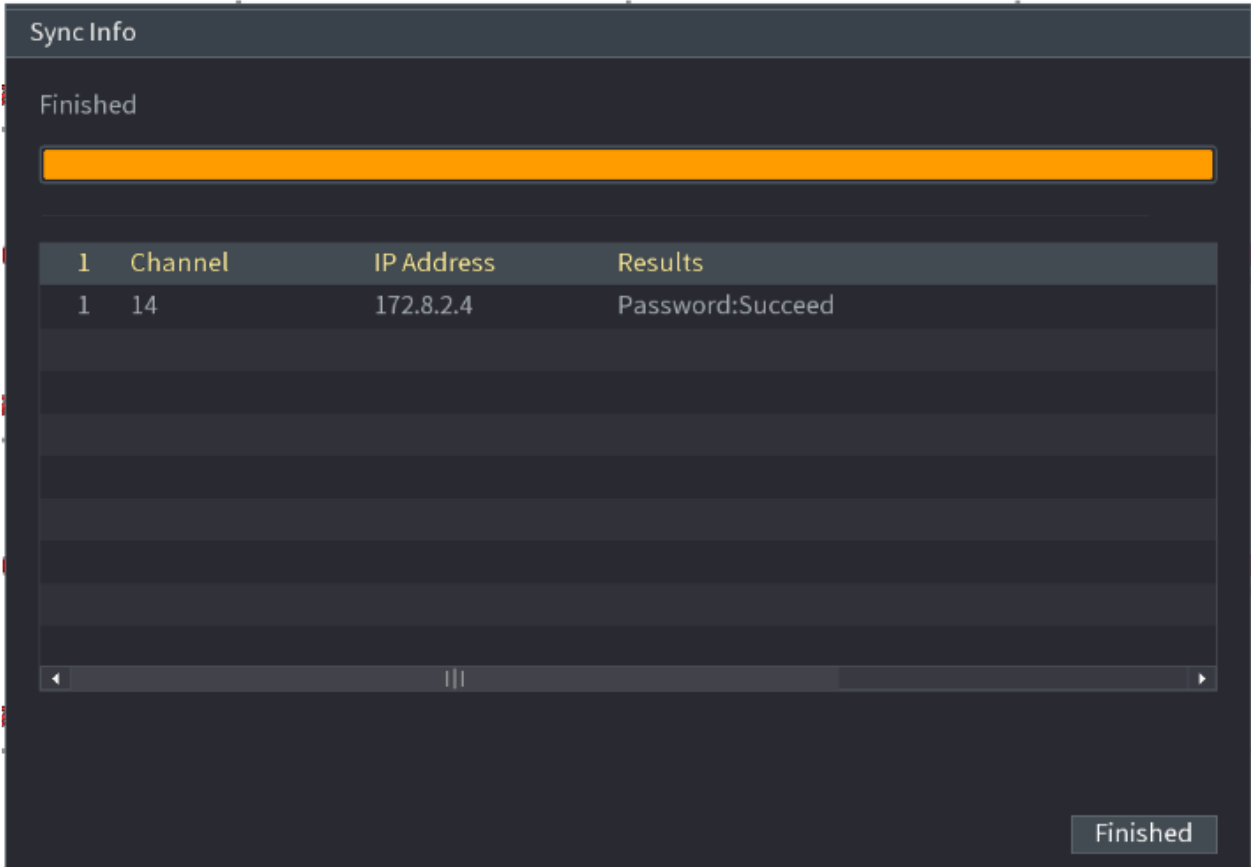 Sync Info
Finished
1 Channel IP Address Results
1 14 172.8.2.4 Password:Succeed
Finished